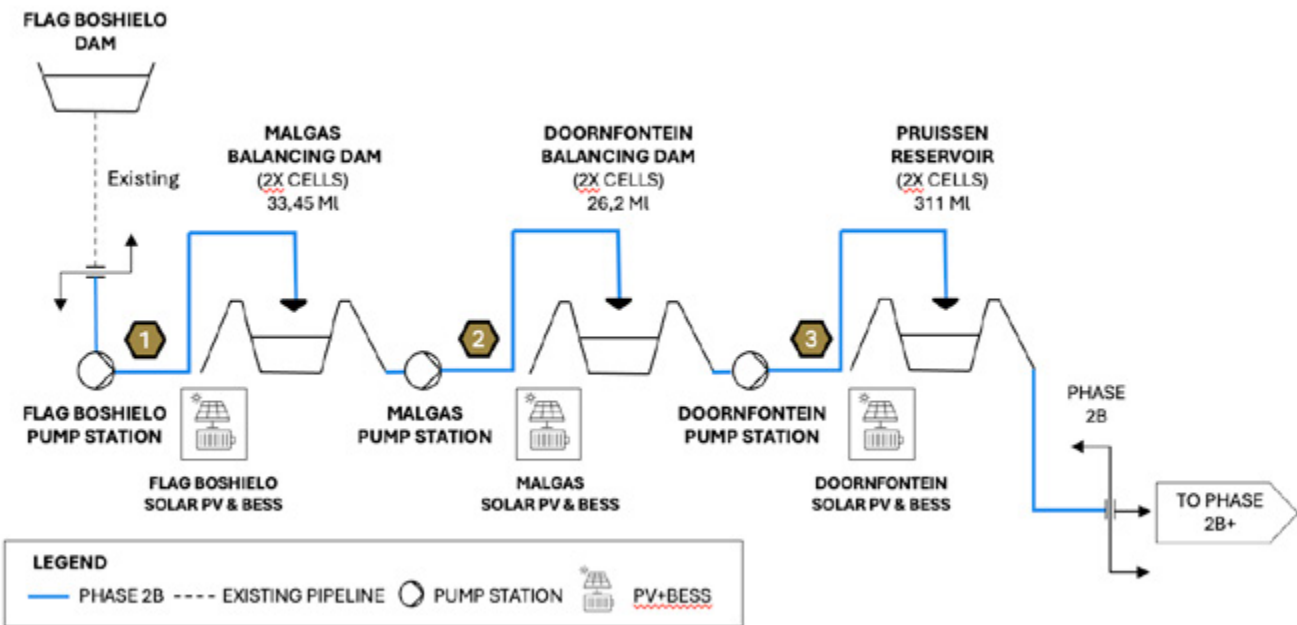 FLAG BOSHIELO
DAM
Existing
MALGAS
BALANCING DAM
(2X CELLS)
33,45 Ml
DOORNFONTEIN
BALANCING DAM
(2X CELLS)
26,2 Ml
PRUISSEN
RESERVOIR
(2X CELLS)
311 Ml
1
2
3
FLAG BOSHIELO
PUMP STATION
MALGAS
PUMP STATION
DOORNFONTEIN
PUMP STATION
FLAG BOSHIELO
SOLAR PV & BESS
MALGAS
SOLAR PV & BESS
DOORNFONTEIN
SOLAR PV & BESS
PHASE
2B
TO PHASE
2B+
LEGEND
PHASE 2B
EXISTING PIPELINE
PUMP STATION
PV+BESS